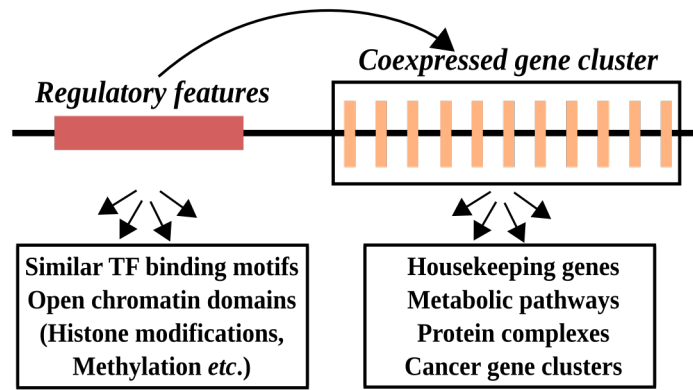 Coexpressed gene cluster
Regulatory features
Similar TF binding motifs
Open chromatin domains
(Histone modifications,
Methylation etc.)
Housekeeping genes
Metabolic pathways
Protein complexes
Cancer gene clusters